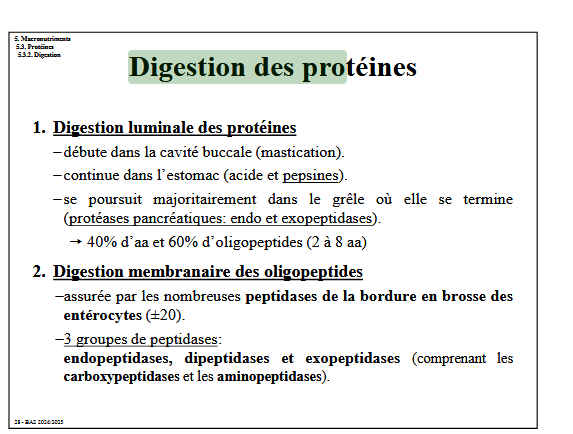 5. Macronutriments
5.3. Protéines
5.3.2. Digestion
Digestion des protéines
1. Digestion luminale des protéines
–débute dans la cavité buccale (mastication).
–continue dans l’estomac (acide et pepsines).
–se poursuit majoritairement dans le grêle où elle se termine
(protéases pancréatiques: endo et exopeptidases).
→ 40% d’aa et 60% d’oligopeptides (2 à 8 aa)
2. Digestion membranaire des oligopeptides
–assurée par les nombreuses peptidases de la bordure en brosse des
entérocytes (±20).
–3 groupes de peptidases:
endopeptidases, dipeptidases et exopeptidases (comprenant les
carboxypeptidases et les aminopeptidases).
28 - BA2 2024/2025